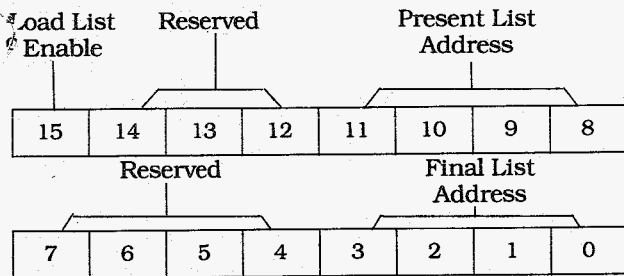 Load List Enable
Reserved
Present List Address
15 14 13 12 11 10 9 8
Reserved
Final List Address
7 6 5 4 3 2 1 0